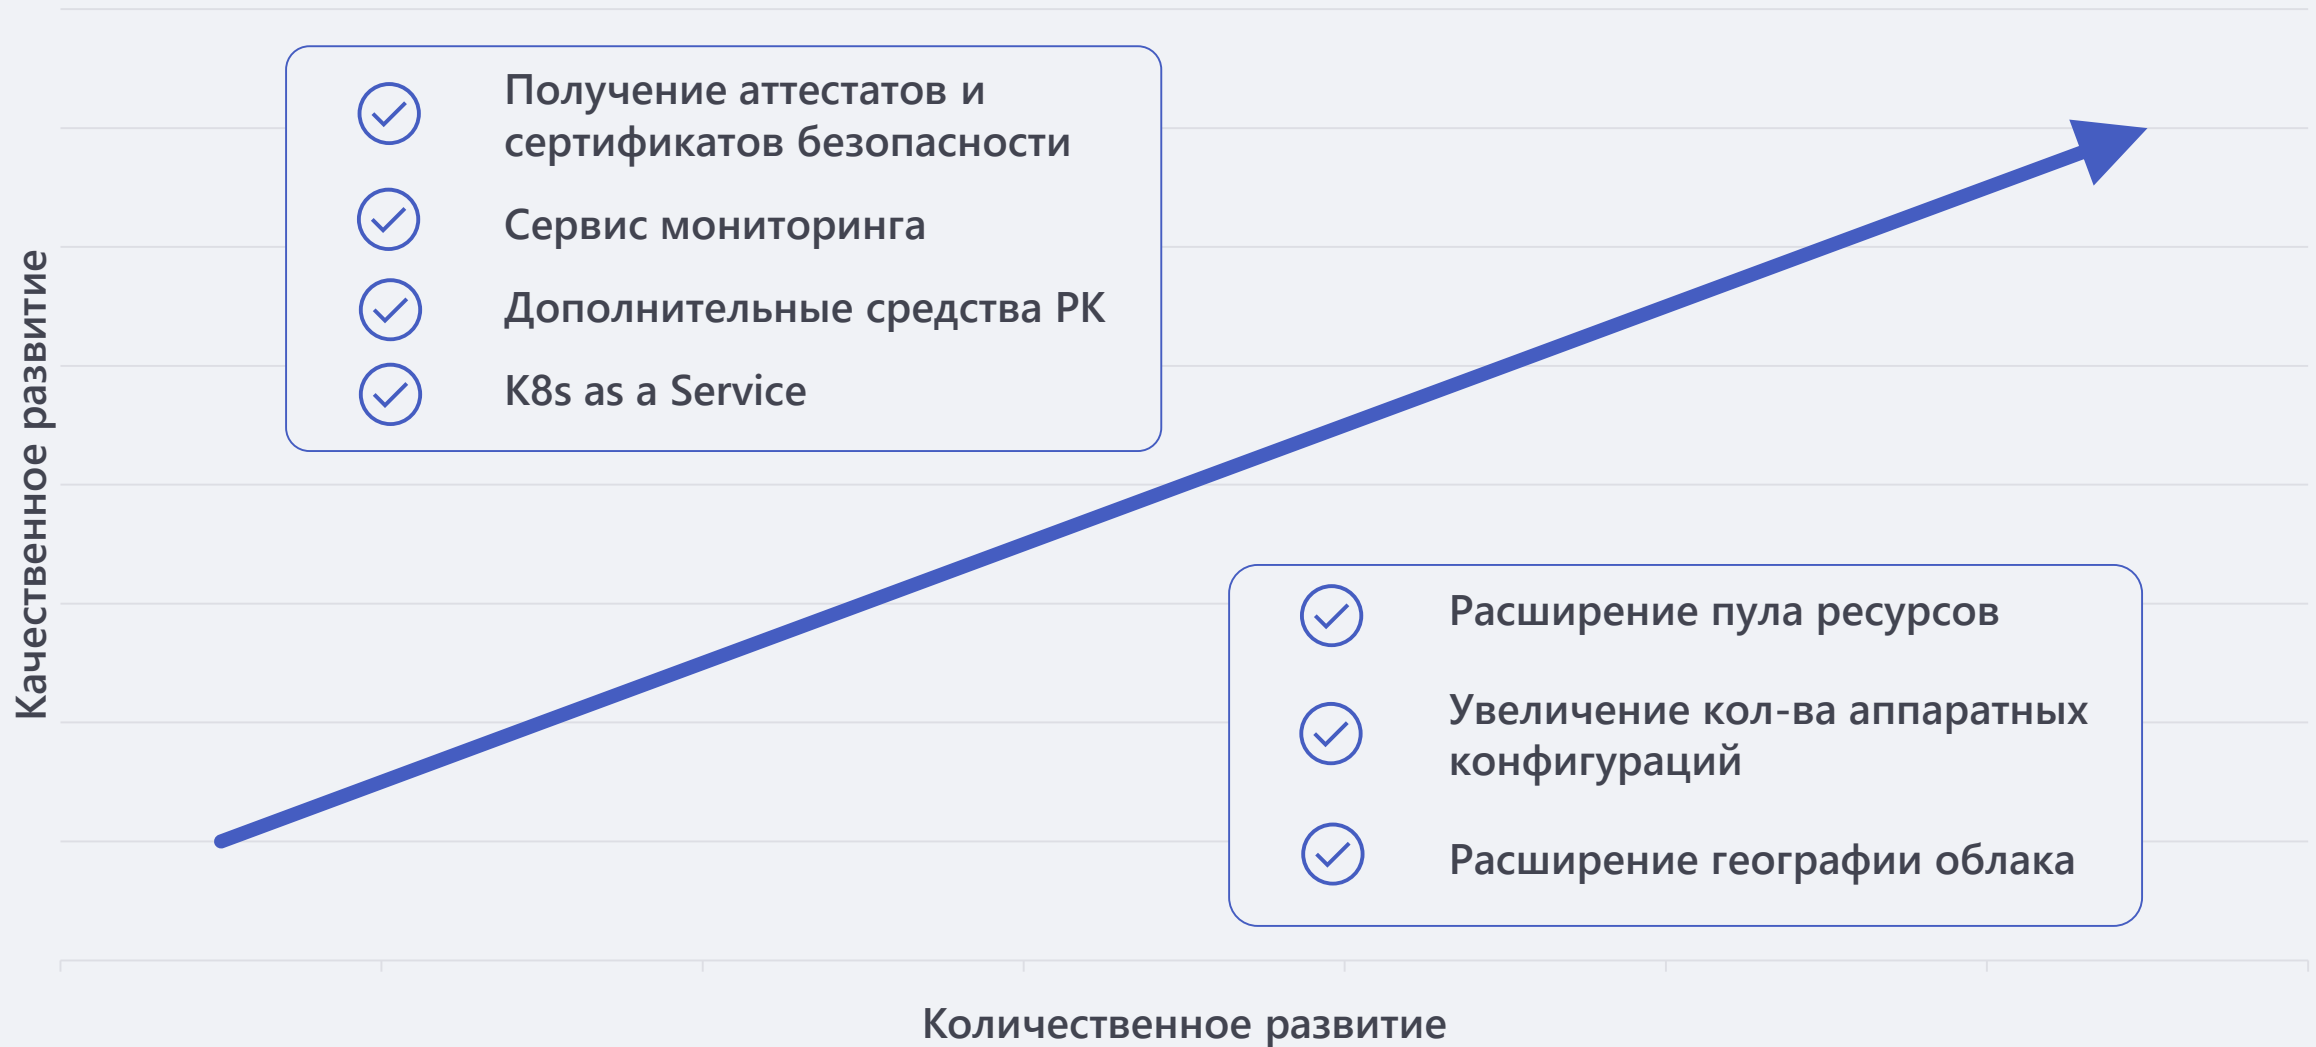 Получение аттестатов и
сертификатов безопасности
Сервис мониторинга
Дополнительные средства РК
K8s as a Service
Качественное развитие
Расширение пула ресурсов
Увеличение кол-ва аппаратных
конфигураций
Расширение географии облака
Количественное развитие